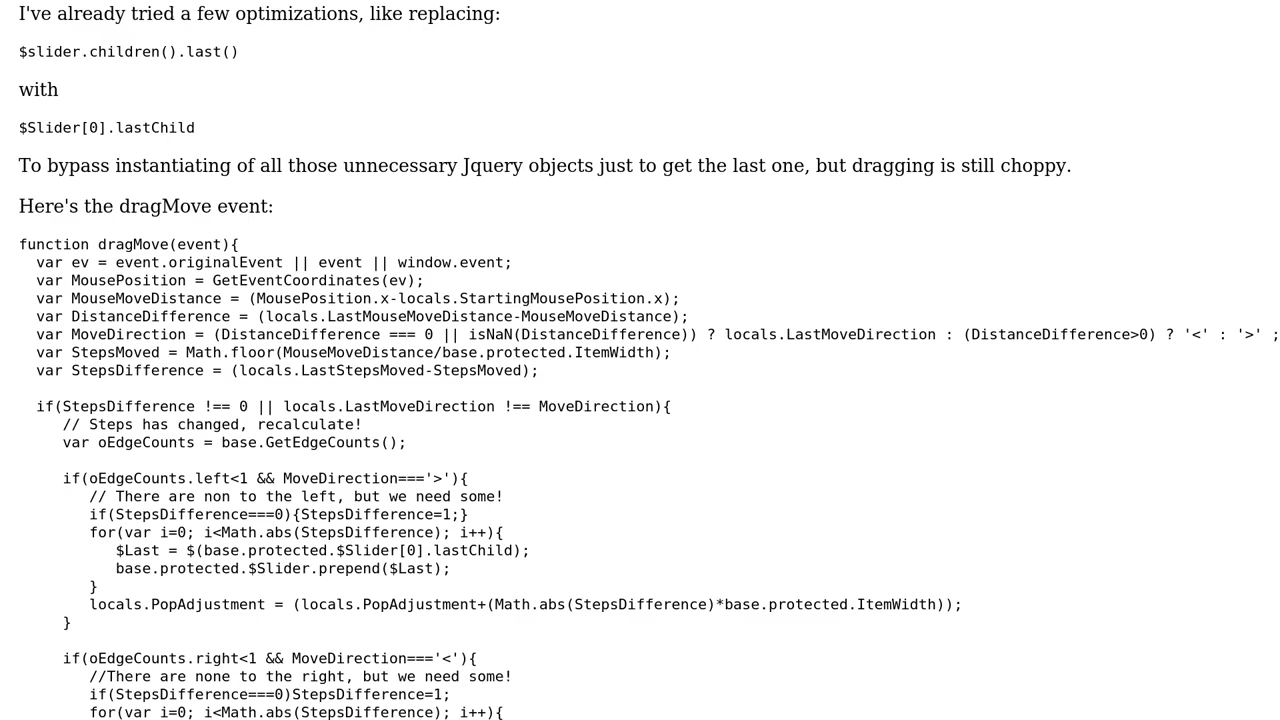 I've already tried a few optimizations, like replacing:
$slider.children().last()
with
$Slider[0].lastChild
To bypass instantiating of all those unnecessary Jquery objects just to get the last one, but dragging is still choppy.
Here's the dragMove event:
function dragMove(event){
  var ev = event.originalEvent || event || window.event;
  var MousePosition = GetEventCoordinates(ev);
  var MouseMoveDistance = (MousePosition.x-locals.StartingMousePosition.x);
  var DistanceDifference = (locals.LastMouseMoveDistance-MouseMoveDistance);
  var MoveDirection = (DistanceDifference === 0 || isNaN(DistanceDifference)) ? locals.LastMoveDirection : (DistanceDifference>0) ? '<' : '>' ;
  var StepsMoved = Math.floor(MouseMoveDistance/base.protected.ItemWidth);
  var StepsDifference = (locals.LastStepsMoved-StepsMoved);
  if(StepsDifference !== 0 || locals.LastMoveDirection !== MoveDirection){
     // Steps has changed, recalculate!
     var oEdgeCounts = base.GetEdgeCounts();
     if(oEdgeCounts.left<1 && MoveDirection==='>'){
        // There are non to the left, but we need some!
        if(StepsDifference===0){StepsDifference=1;}
        for(var i=0; i<Math.abs(StepsDifference); i++){
           $Last = $(base.protected.$Slider[0].lastChild);
           base.protected.$Slider.prepend($Last);
        }
        locals.PopAdjustment = (locals.PopAdjustment+(Math.abs(StepsDifference)*base.protected.ItemWidth));
     }
     if(oEdgeCounts.right<1 && MoveDirection==='<'){
        //There are none to the right, but we need some!
        if(StepsDifference===0)StepsDifference=1;
        for(var i=0; i<Math.abs(StepsDifference); i++){